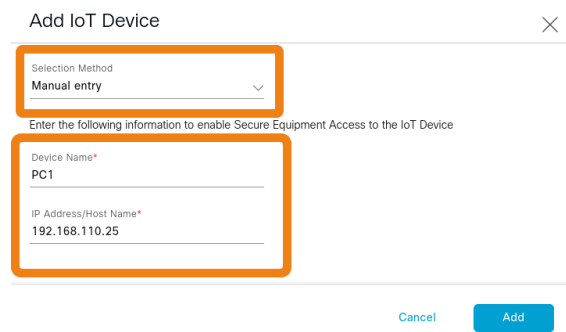 Add IoT Device
Selection Method
Manual entry
Enter the following information to enable Secure Equipment Access to the IoT Device
Device Name*
PC1
IP Address/Host Name*
192.168.110.25
Cancel
Add